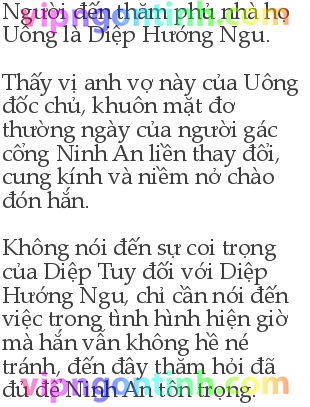 Người đến thăm phủ nhà họ
Uông là Diệp Hướng Ngu.
Thấy vị anh vợ này của Uông
đốc chủ, khuôn mặt đơ
thường ngày của người gác
cổng Ninh An liền thay đổi,
cung kính và niềm nở chào
đón hắn.
Không nói đến sự coi trọng
của Diệp Tuy đối với Diệp
Hướng Ngu, chỉ cần nói đến
việc trong tình hình hiện giờ
mà hắn vẫn không hề né
tránh, đến đây thăm hỏi đã
đủ để Ninh An tôn trọng.
vipngontinh.com
vipngontinh.com